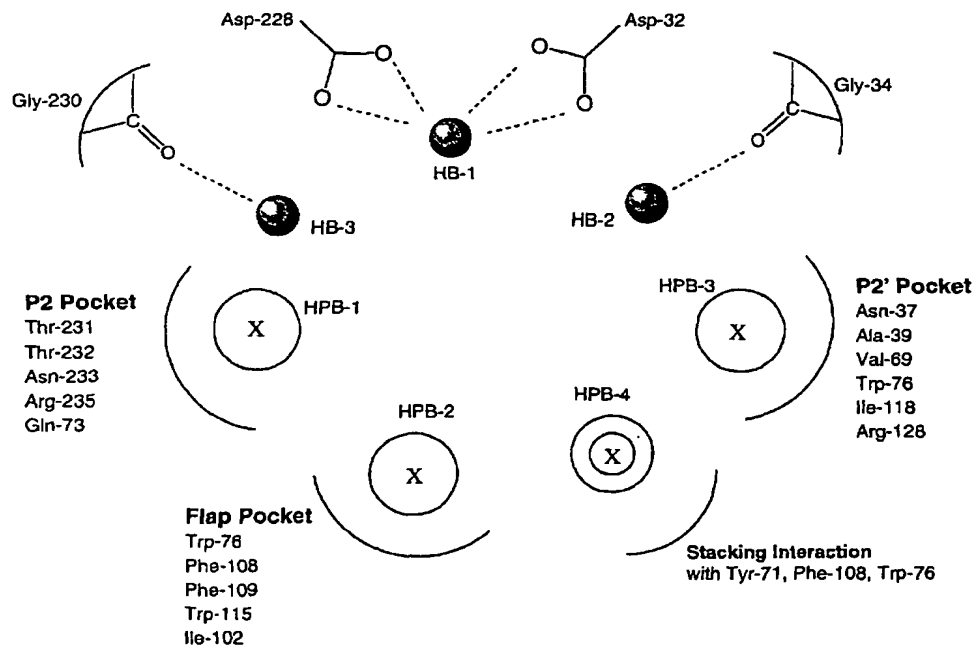 Asp-228
Asp-32
O
O
O
O
Gly-230
C
O
Gly-34
C
O
HB-1
HB-3
HB-2
P2 Pocket
Thr-231
Thr-232
Asn-233
Arg-235
Gln-73
HPB-1
X
HPB-3
X
P2' Pocket
Asn-37
Ala-39
Val-69
Trp-76
Ile-118
Arg-128
HPB-2
X
HPB-4
X
Flap Pocket
Trp-76
Phe-108
Phe-109
Trp-115
Ile-102
Stacking Interaction
with Tyr-71, Phe-108, Trp-76